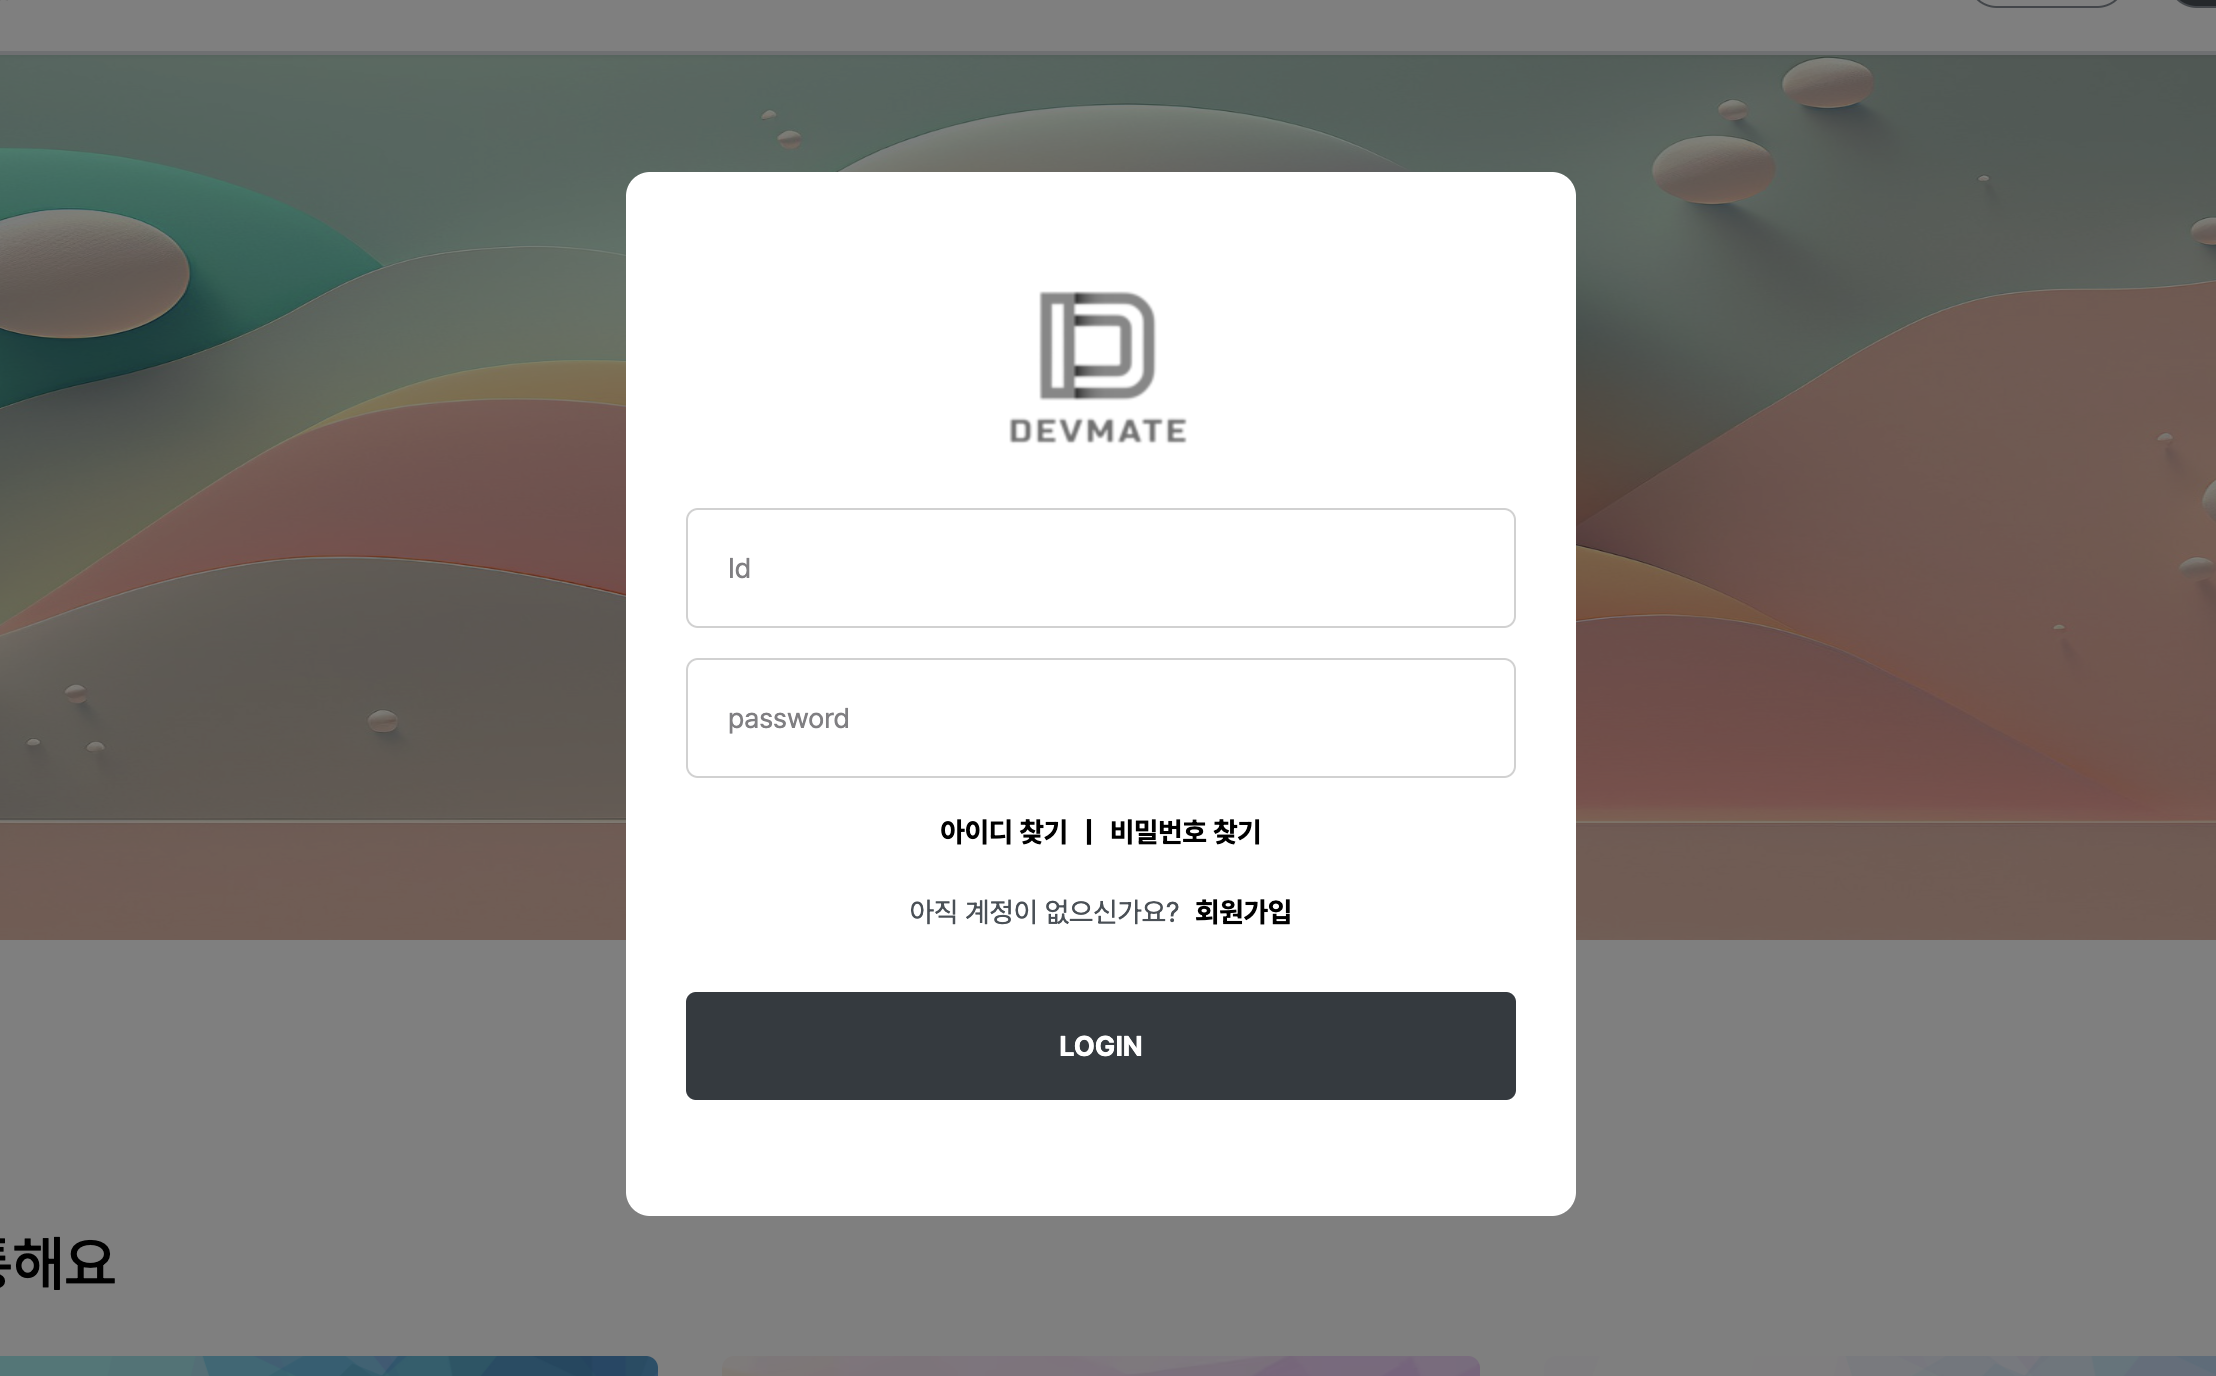 DEVMATE
Id
password
아이디 찾기 | 비밀번호 찾기
아직 계정이 없으신가요? 회원가입
LOGIN
해요